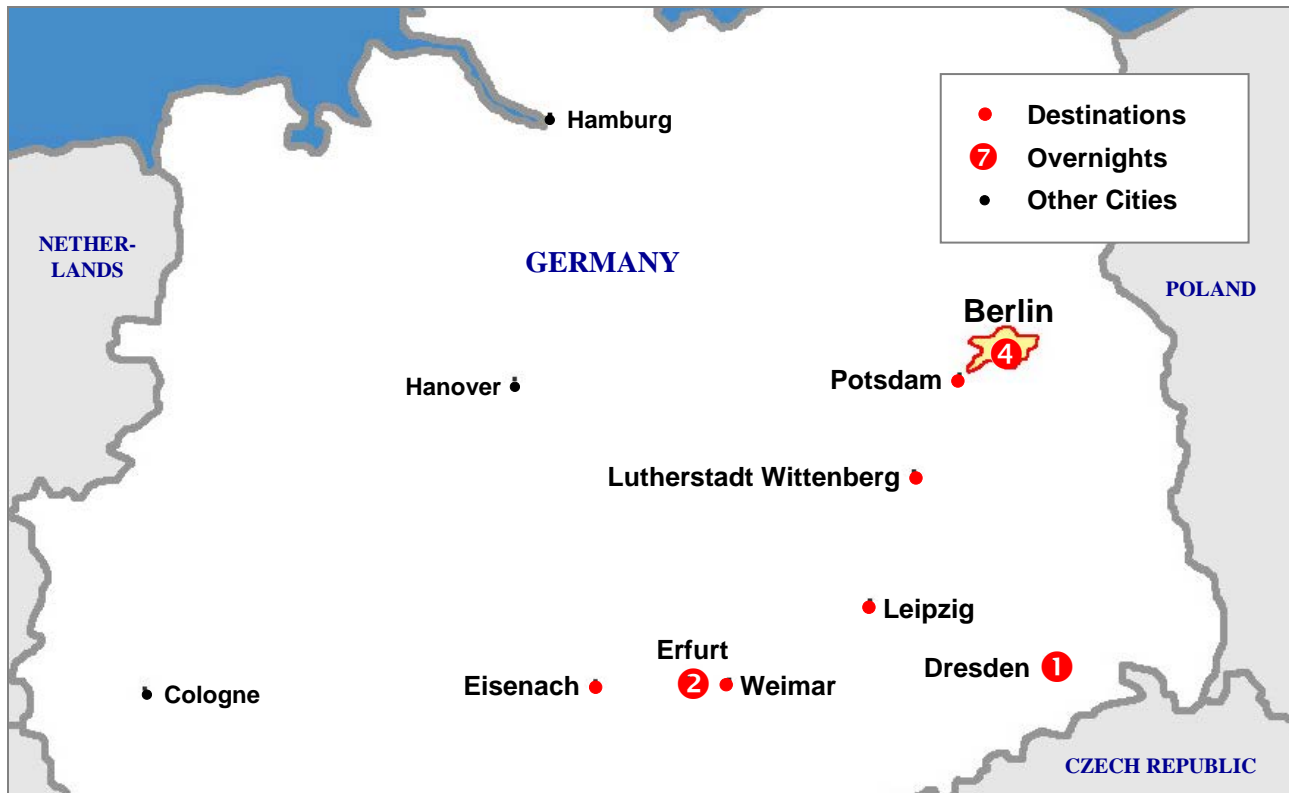 Hamburg
Destinations
7 Overnights
Other Cities
NETHER-
LANDS
GERMANY
POLAND
Berlin
4
Potsdam
Hanover
Lutherstadt Wittenberg
Leipzig
Erfurt
Dresden 1
Eisenach
2 Weimar
Cologne
CZECH REPUBLIC